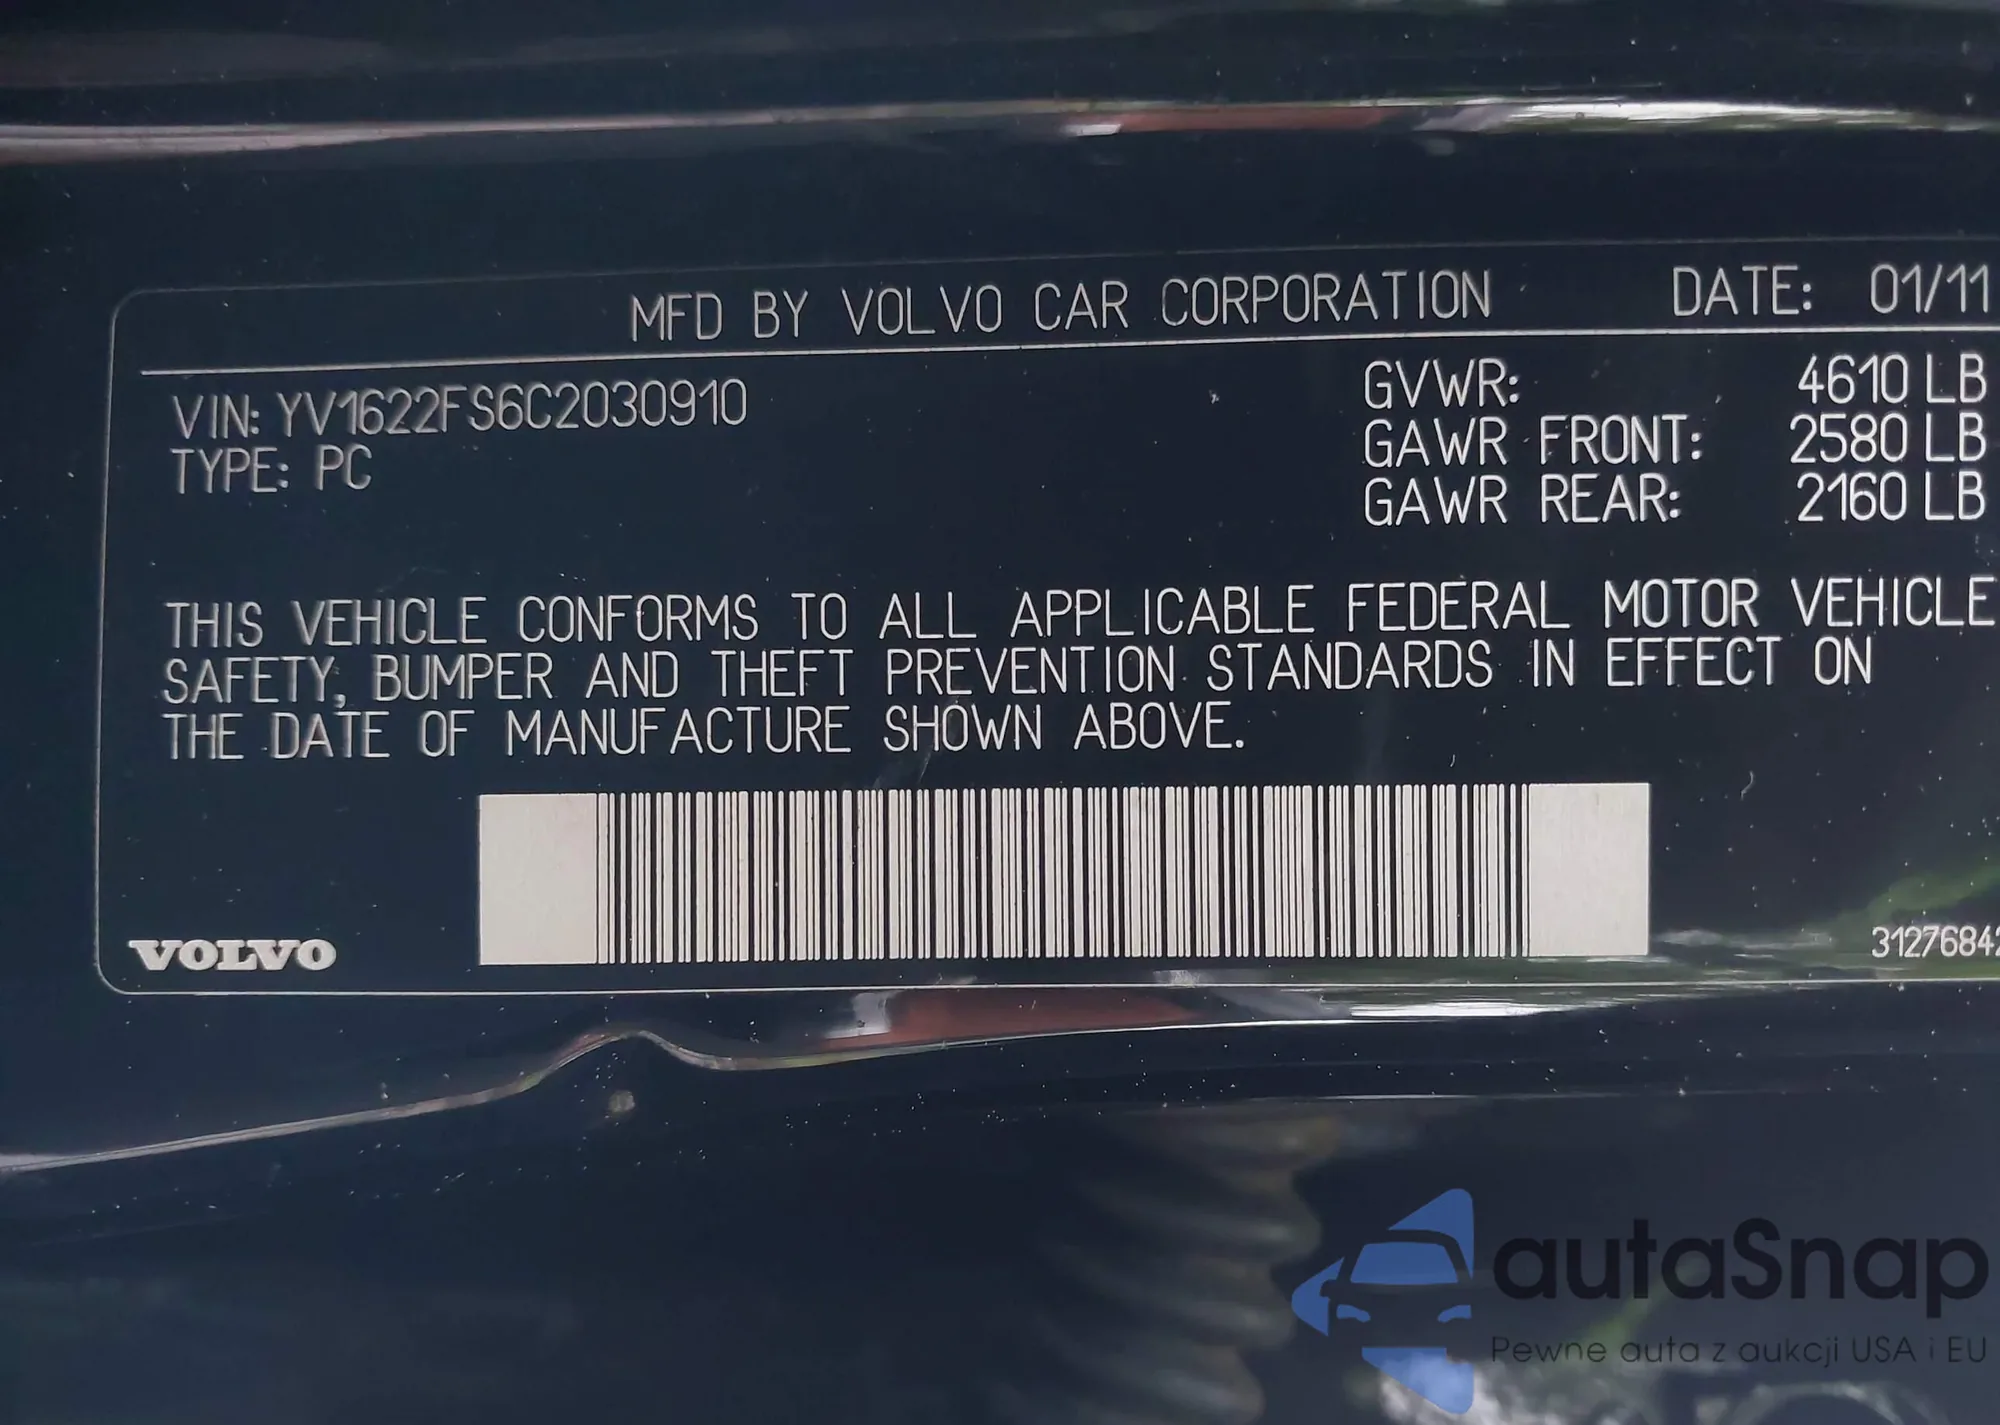 MFD BY VOLVO CAR CORPORATION DATE: 01/11
VIN: YV1622FS6C2030910 GVWR: 4610 LB
TYPE: PC GAWR FRONT: 2580 LB
GAWR REAR: 2160 LB
THIS VEHICLE CONFORMS TO ALL APPLICABLE FEDERAL MOTOR VEHICLE
SAFETY, BUMPER AND THEFT PREVENTION STANDARDS IN EFFECT ON
THE DATE OF MANUFACTURE SHOWN ABOVE.
VOLVO
31276842
autaSnap
Pewne auta z aukcji USA i EU